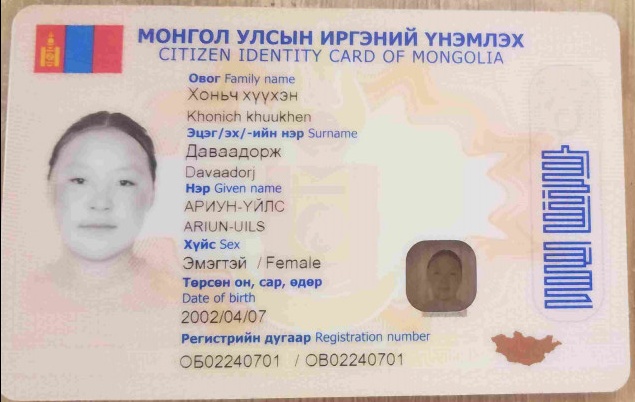 МОНГОЛ УЛСЫН ИРГЭНИЙ ҮНЭМЛЭХ
CITIZEN IDENTITY CARD OF MONGOLIA
Овог Family name
Хоньч хүүхэн
Khonich khuukhen
Эцэг/эх/-ийн нэр Surname
Даваадорж
Davaadorj
Нэр Given name
АРИУН-ҮЙЛС
ARIUN-UILS
Хүйс Sex
Эмэгтэй / Female
Төрсөн он, сар, өдөр
Date of birth
2002/04/07
Регистрийн дугаар Registration number
ОБ02240701 / OB02240701